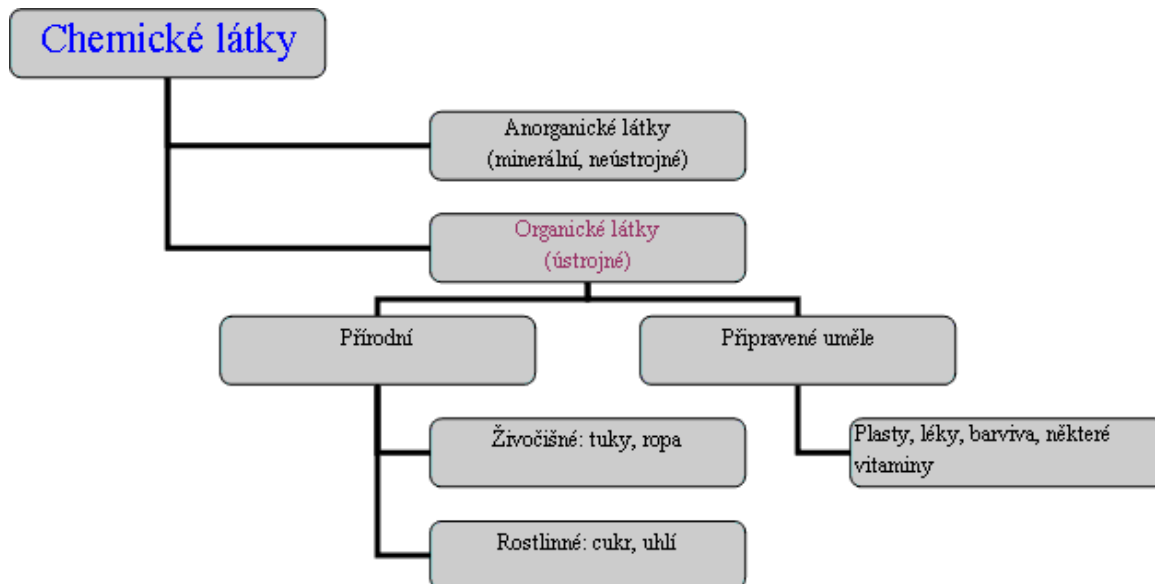 Chemické látky
Anorganické látky
(minerální, neústrojné)
Organické látky
(ústrojné)
Přírodní
Připravené uměle
Živočišné: tuky, ropa
Plasty, léky, barviva, některé
vitaminy
Rostlinné: cukr, uhlí